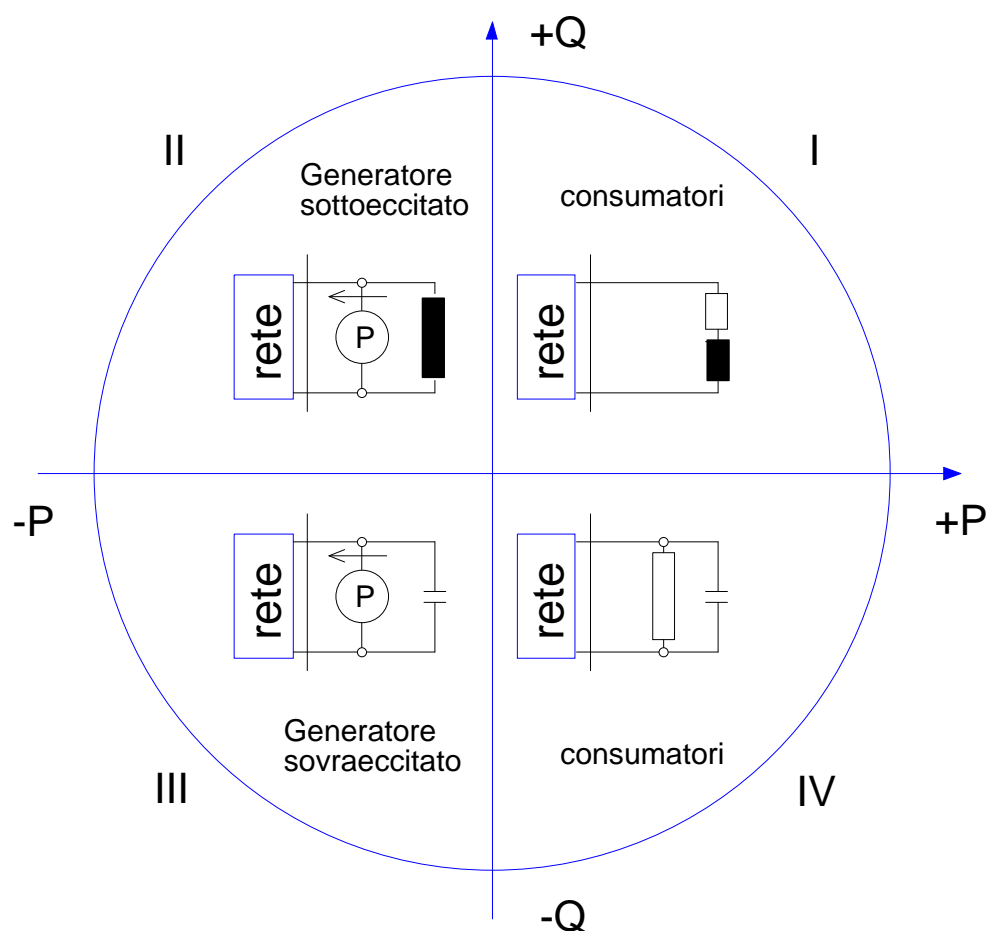 +Q
II
I
Generatore
sottoeccitato
consumatori
rete
P
rete
-P
+P
rete
P
rete
Generatore
sovraeccitato
consumatori
III
IV
-Q